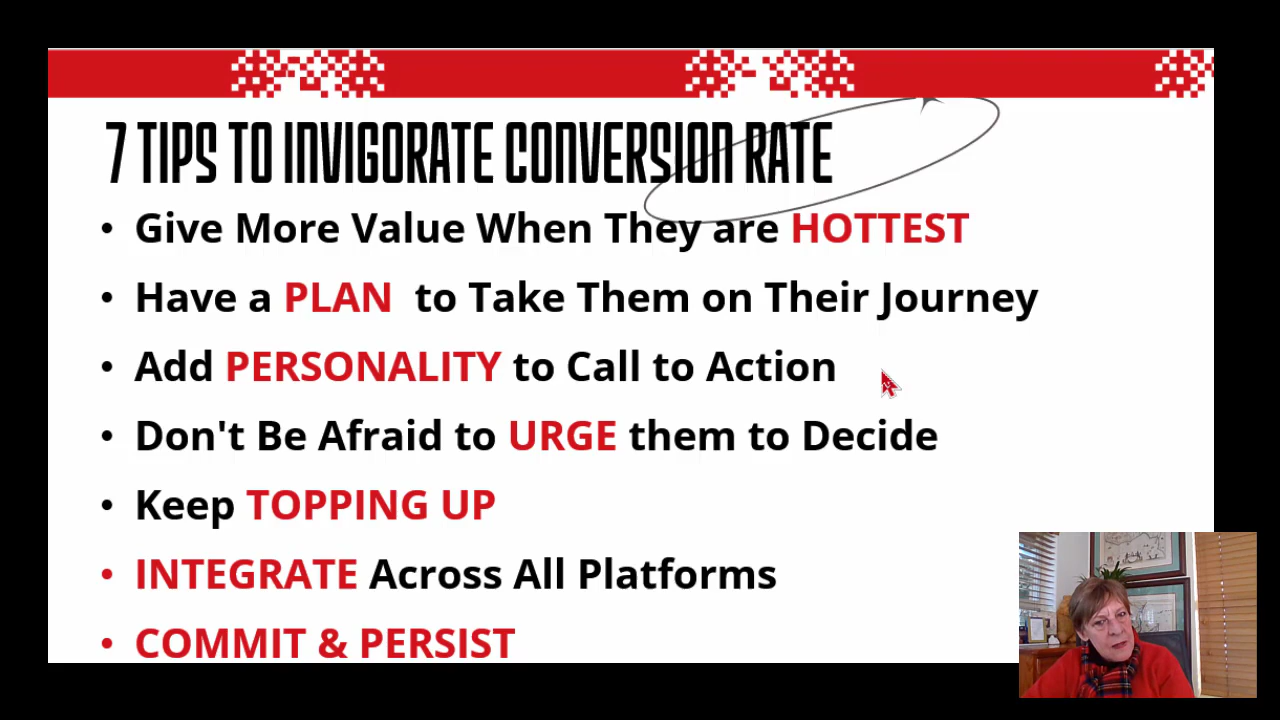 7 TIPS TO INVIGORATE CONVERSION RATE
• Give More Value When They are HOTTEST
• Have a PLAN to Take Them on Their Journey
• Add PERSONALITY to Call to Action
• Don't Be Afraid to URGE them to Decide
• Keep TOPPING UP
• INTEGRATE Across All Platforms
• COMMIT & PERSIST